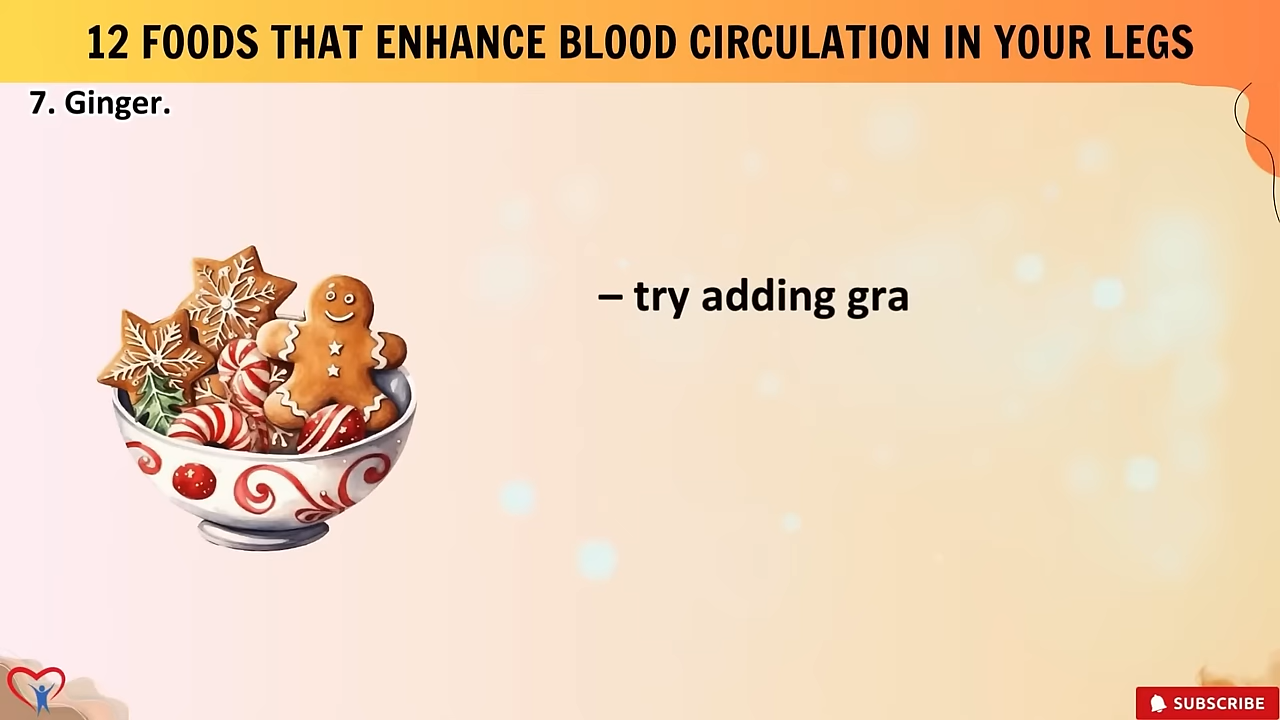 12 FOODS THAT ENHANCE BLOOD CIRCULATION IN YOUR LEGS
7. Ginger.
– try adding gra
SUBSCRIBE